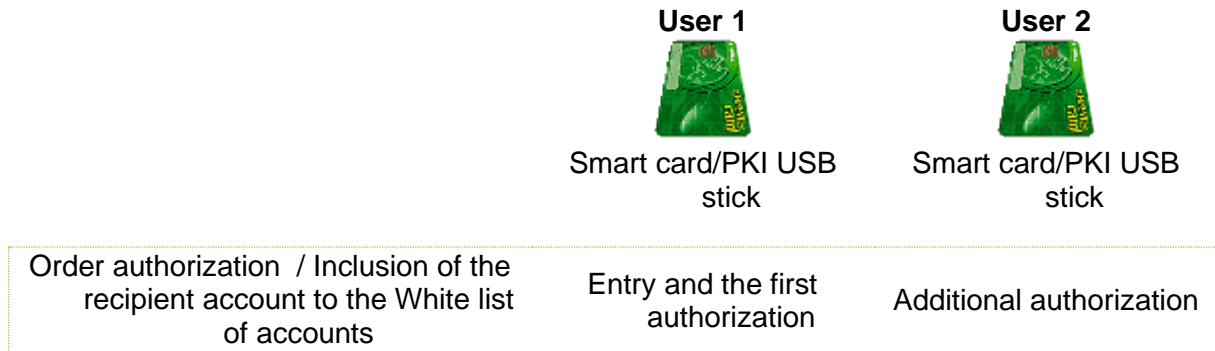 User 1
User 2
Smart card/PKI USB
stick
Smart card/PKI USB
stick
Order authorization / Inclusion of the
recipient account to the White list
of accounts
Entry and the first
authorization
Additional authorization